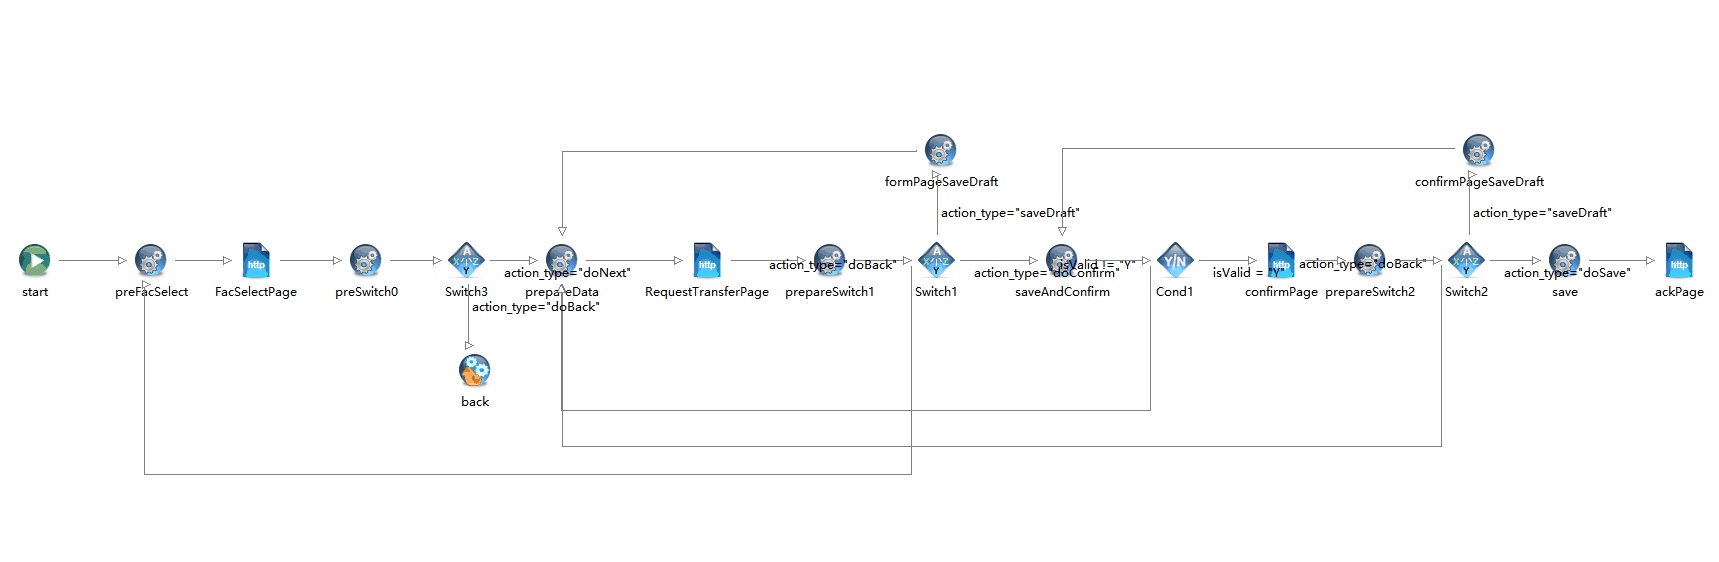 formPageSaveDraft
confirmPageSaveDraft
action_type="saveDraft"
action_type="saveDraft"
http
http
http
http
A
X Z
Y
A
X Z
Y
Y/N
A
X Z
Y
action_type="doNext"
action_type="doBack"
isValid != "Y"
action_type="doConfirm"
isValid = "Y"
action_type="doBack"
action_type="doSave"
start
preFacSelect
FacSelectPage
preSwitch0
Switch3
prepareData
RequestTransferPage
prepareSwitch1
Switch1
saveAndConfirm
Cond1
confirmPage
prepareSwitch2
Switch2
save
ackPage
action_type="doBack"
back